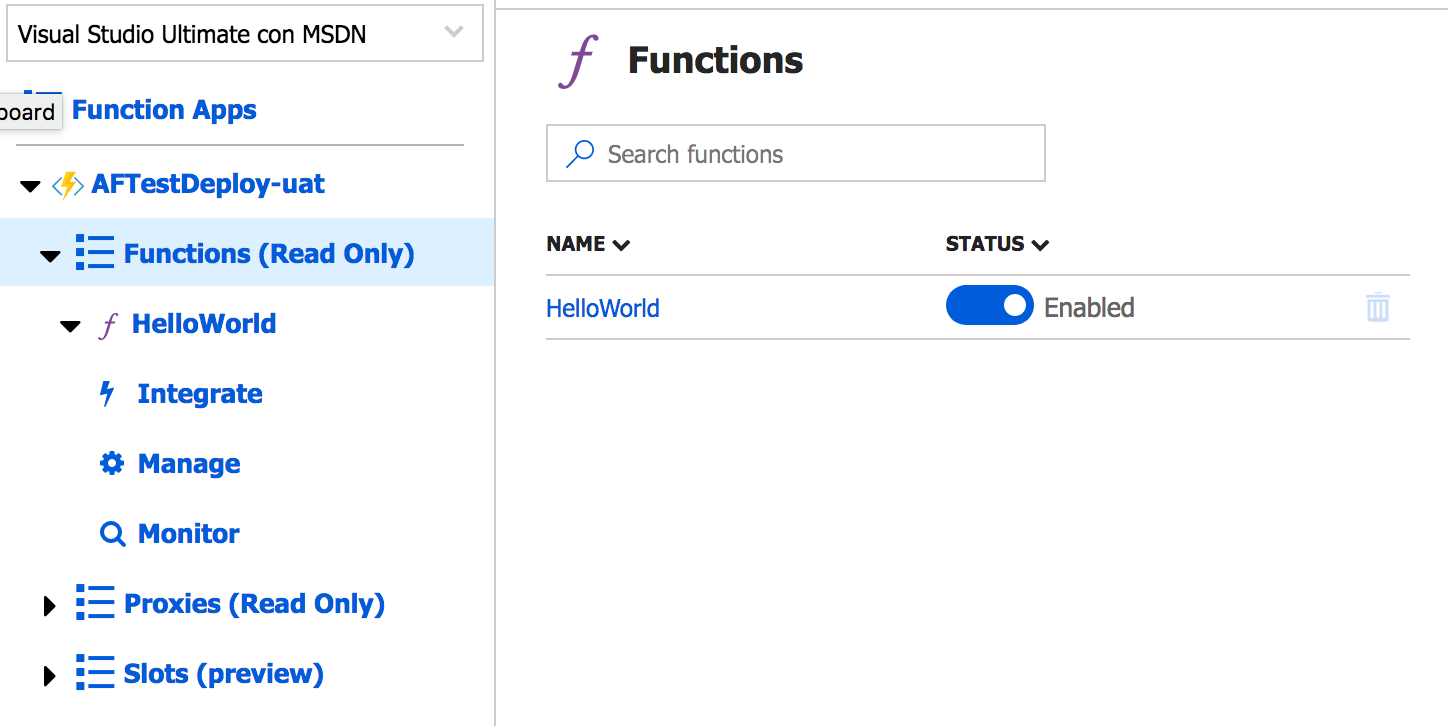 Visual Studio Ultimate con MSDN
board
Function Apps
AFTestDeploy-uat
Functions (Read Only)
HelloWorld
Integrate
Manage
Monitor
Proxies (Read Only)
Slots (preview)
Functions
Search functions
NAME STATUS
HelloWorld Enabled